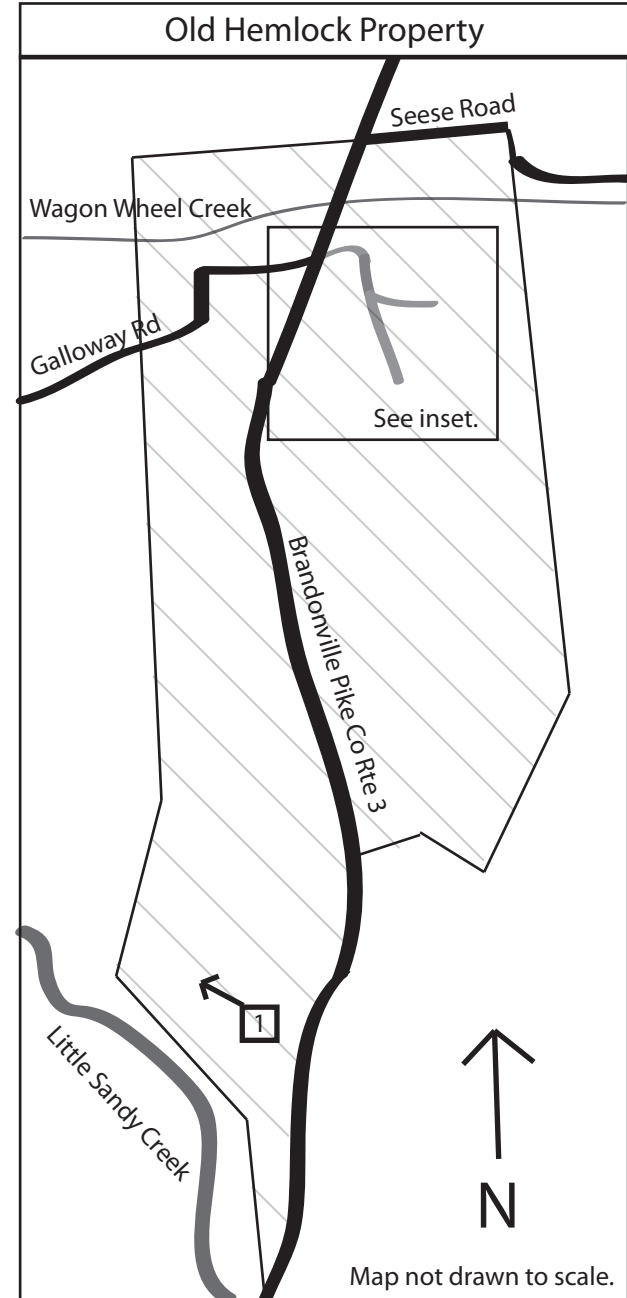 Old Hemlock Property
Seese Road
Wagon Wheel Creek
Galloway Rd
See inset.
Brandonville Pike Co Rte 3
1
Little Sandy Creek
N
Map not drawn to scale.